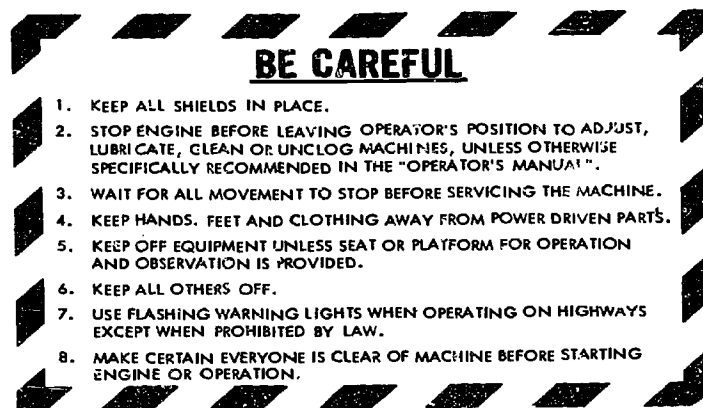 BE CAREFUL
1. KEEP ALL SHIELDS IN PLACE.
2. STOP ENGINE BEFORE LEAVING OPERATOR'S POSITION TO ADJUST,
LUBRICATE, CLEAN OR UNCLOG MACHINES, UNLESS OTHERWISE
SPECIFICALLY RECOMMENDED IN THE "OPERATOR'S MANUAL".
3. WAIT FOR ALL MOVEMENT TO STOP BEFORE SERVICING THE MACHINE.
4. KEEP HANDS. FEET AND CLOTHING AWAY FROM POWER DRIVEN PARTS.
5. KEEP OFF EQUIPMENT UNLESS SEAT OR PLATFORM FOR OPERATION
AND OBSERVATION IS PROVIDED.
6. KEEP ALL OTHERS OFF.
7. USE FLASHING WARNING LIGHTS WHEN OPERATING ON HIGHWAYS
EXCEPT WHEN PROHIBITED BY LAW.
8. MAKE CERTAIN EVERYONE IS CLEAR OF MACHINE BEFORE STARTING
ENGINE OR OPERATION.